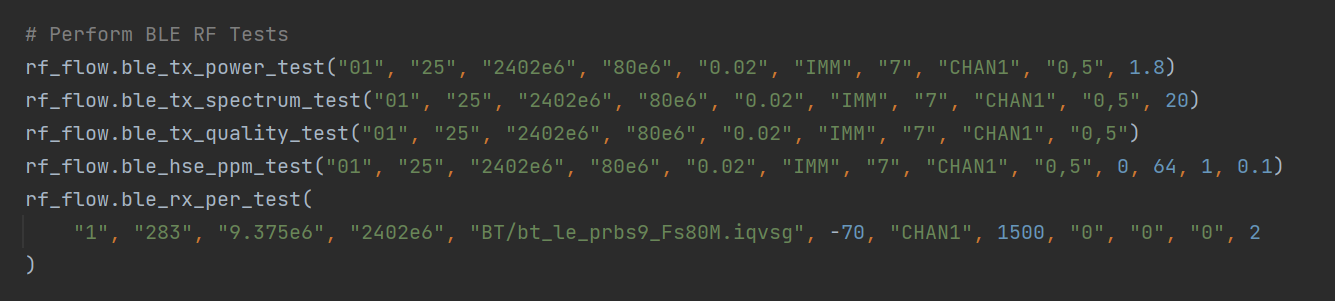 # Perform BLE RF Tests
rf_flow.ble_tx_power_test("01", "25", "2402e6", "80e6", "0.02", "IMM", "7", "CHAN1", "0,5", 1.8)
rf_flow.ble_tx_spectrum_test("01", "25", "2402e6", "80e6", "0.02", "IMM", "7", "CHAN1", "0,5", 20)
rf_flow.ble_tx_quality_test("01", "25", "2402e6", "80e6", "0.02", "IMM", "7", "CHAN1", "0,5")
rf_flow.ble_hse_ppm_test("01", "25", "2402e6", "80e6", "0.02", "IMM", "7", "CHAN1", "0,5", 0, 64, 1, 0.1)
rf_flow.ble_rx_per_test(
    "1", "283", "9.375e6", "2402e6", "BT/bt_le_prbs9_Fs80M.iqvsg", -70, "CHAN1", 1500, "0", "0", "0", 2
)